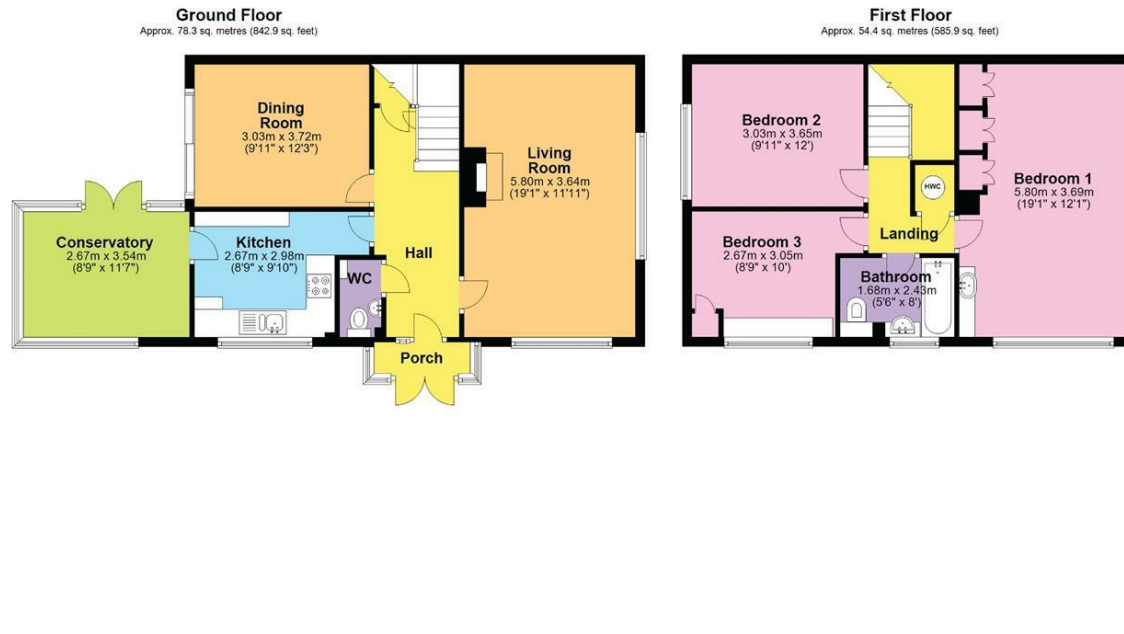 Ground Floor
Approx. 78.3 sq. metres (842.9 sq. feet)
Dining
Room
3.03m x 3.72m
(9'11" x 12'3")
Living
Room
5.80m x 3.64m
(19'1" x 11'11")
Conservatory
2.67m x 3.54m
(8'9" x 11'7")
Kitchen
2.67m x 2.98m
(8'9" x 9'10")
WC
Hall
Porch
First Floor
Approx. 54.4 sq. metres (585.9 sq. feet)
Bedroom 2
3.03m x 3.65m
(9'11" x 12')
HWC
Bedroom 1
5.80m x 3.69m
(19'1" x 12'1")
Bedroom 3
2.67m x 3.05m
(8'9" x 10')
Landing
Bathroom
1.68m x 2.43m
(5'6" x 8')